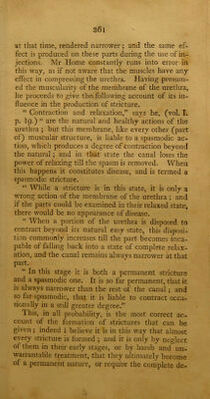 361
at that time, rendered narrower; and the same ef-
fect is produced on these parts during the use of in-
jections. Mr Home constantly runs into error in
this way, as if not aware that the muscles have any
effect in compressing the urethra. Having presum-
ed the muscularity of the membrane of the urethra,
he proceeds to give the following account of its in-
fluence in the production of stricture.
“ Contraction and relaxation,” says he, (vol. I.
p. ) “ are the natural and healthy actions of the
urethra; but this membrane, like every other part
of muscular structure, is liable to a spasmodic ac-
tion, which produces a degree of contraction beyond
the natural; and in that state the canal loses the
power of relaxing till the spasm is removed. When
this happens it constitutes disease, and is termed a
spasmodic stricture.
“ While a stricture is in this state, it is only a
wrong action of the membrane of the urethra; and
if the parts could be examined in their relaxed state,
there would be no appearance of disease.
“ When a portion of the urethra is disposed to
contract beyond its natural easy state, this disposi-
tion commonly increases till the part becomes inca-
pable of falling back into a state of complete relax-
ation, and the canal remains always narrower at that
part.
“ In this stage it is both a permanent stricture
and a spasmodic one. It is so far permanent, that it
is always narrower than the rest of the canal; and
so far spasmodic, that it is liable to contract occa-
sionally in a still greater degree.”
This, in all probability, is the most correct ac-
count of the formation of strictures that can be
given; indeed I believe it is in this way that almost
every stricture is formed; and it is only by neglect
of them in their early stages, or by harsh and un-
warrantable treatment, that they ultimately become
of a permanent nature, or require the complete de-